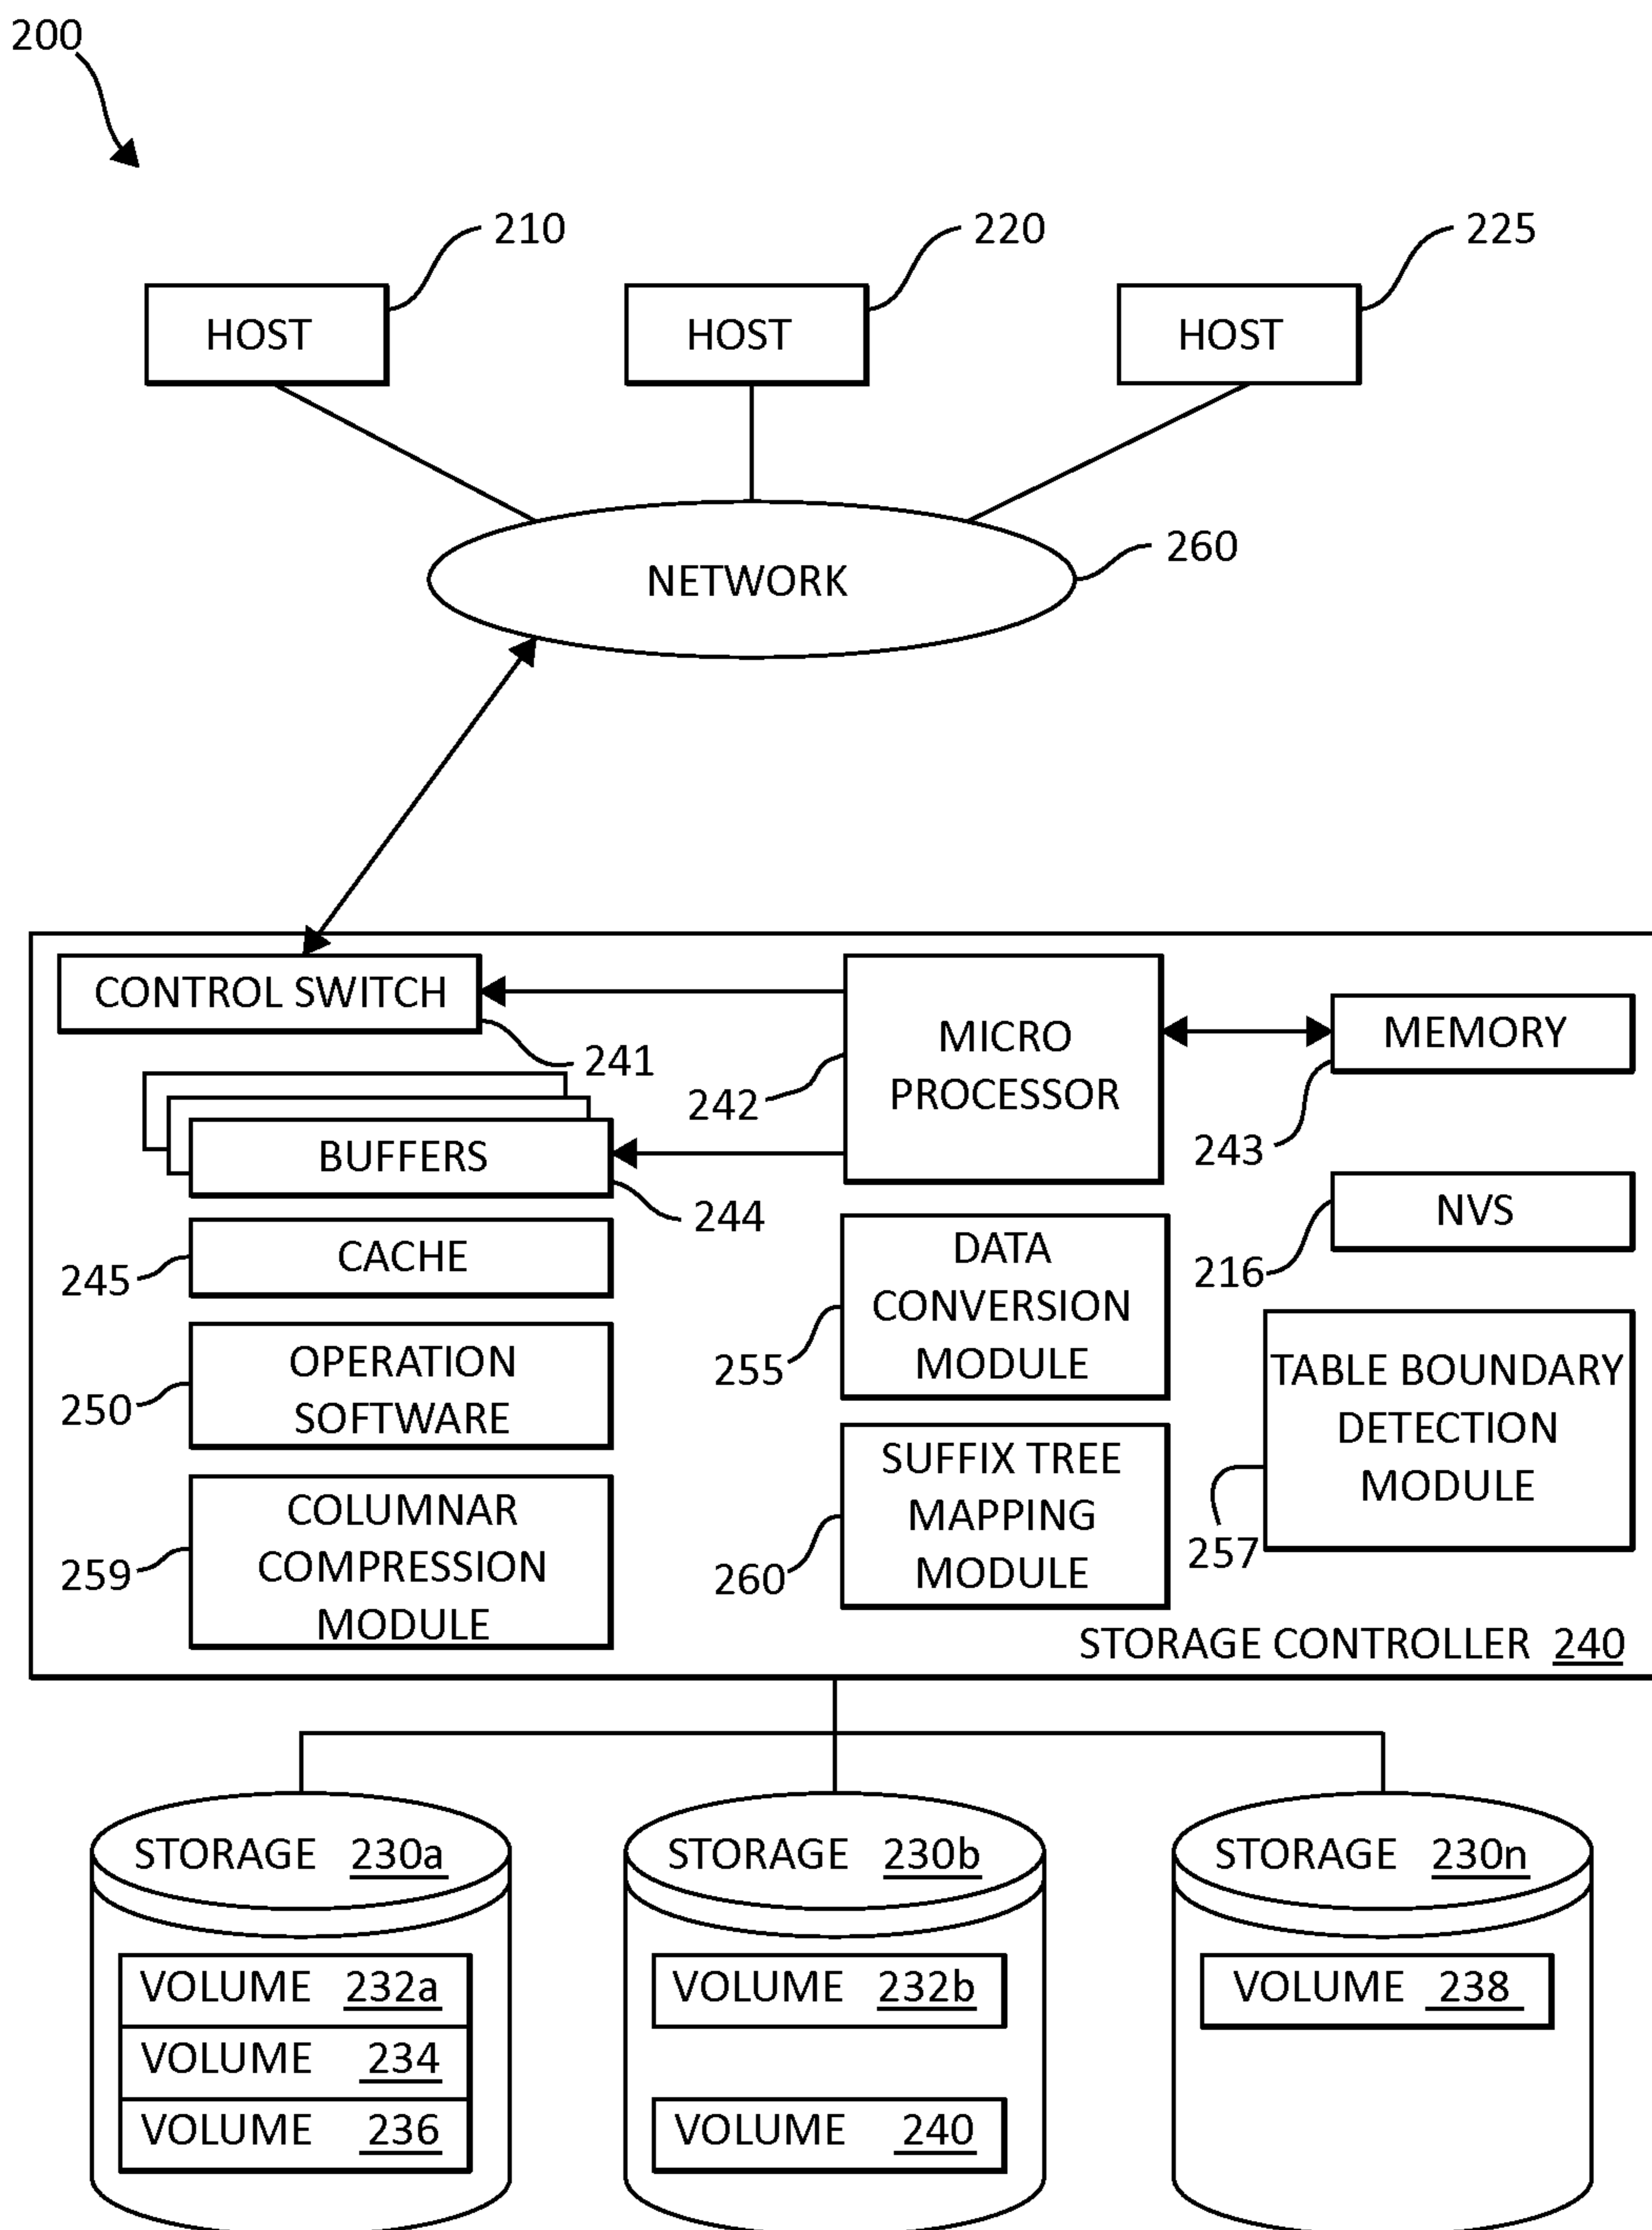 200
210
220
225
HOST
HOST
HOST
260
NETWORK
CONTROL SWITCH
241
MICRO
PROCESSOR
242
MEMORY
243
BUFFERS
244
NVS
216
CACHE
245
DATA
CONVERSION
MODULE
255
OPERATION
SOFTWARE
250
TABLE BOUNDARY
DETECTION
MODULE
257
COLUMNAR
COMPRESSION
MODULE
259
SUFFIX TREE
MAPPING
MODULE
260
STORAGE CONTROLLER 240
STORAGE 230a
STORAGE 230b
STORAGE 230n
VOLUME 232a
VOLUME 234
VOLUME 236
VOLUME 232b
VOLUME 240
VOLUME 238